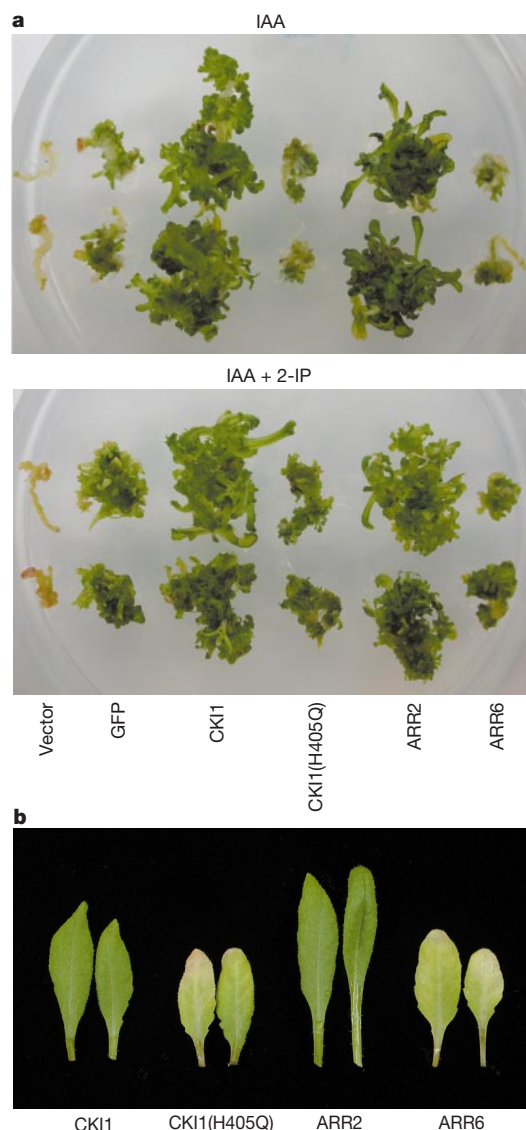 a
IAA
IAA + 2-IP
Vector
GFP
CKI1
CKI1(H405Q)
ARR2
ARR6
b
CKI1
CKI1(H405Q)
ARR2
ARR6